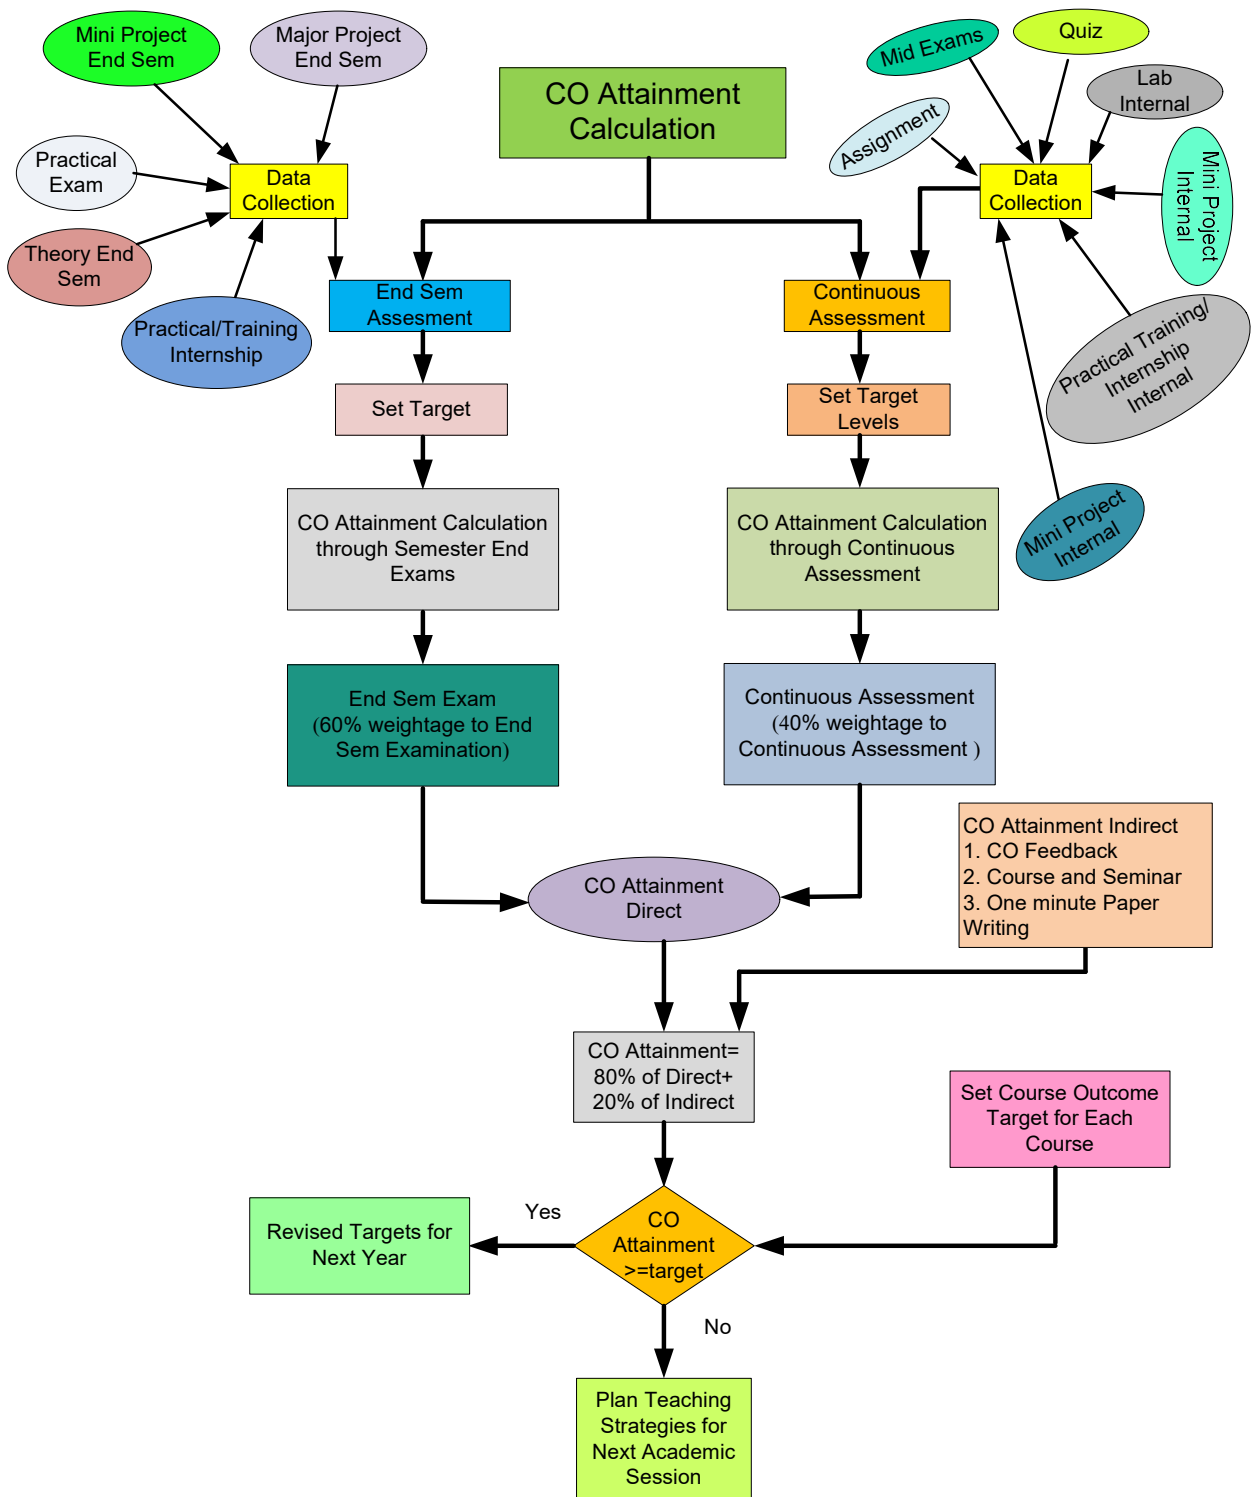 Mini Project
End Sem
Major Project
End Sem
Mid Exams
Quiz
Lab
Internal
CO Attainment
Calculation
Assignment
Practical
Exam
Data
Collection
Data
Collection
Mini Project
Internal
Theory End
Sem
Practical/Training
Internship
End Sem
Assesment
Continuous
Assessment
Practical Training/
Internship
Internal
Set Target
Set Target
Levels
CO Attainment Calculation
through Semester End
Exams
CO Attainment Calculation
through Continuous
Assessment
Mini Project
Internal
End Sem Exam
(60% weightage to End
Sem Examination)
Continuous Assessment
(40% weightage to
Continuous Assessment )
CO Attainment Indirect
1. CO Feedback
2. Course and Seminar
3. One minute Paper
Writing
CO Attainment
Direct
CO Attainment=
80% of Direct+
20% of Indirect
Set Course Outcome
Target for Each
Course
Yes
Revised Targets for
Next Year
CO
Attainment
>=target
No
Plan Teaching
Strategies for
Next Academic
Session